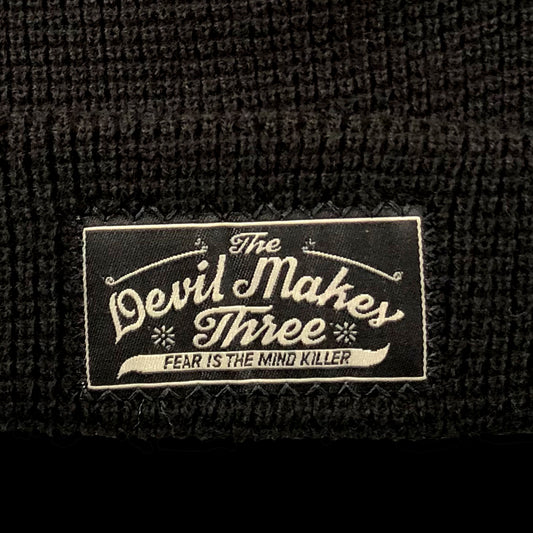 The
Devil Makes
Three
FEAR IS THE MIND KILLER